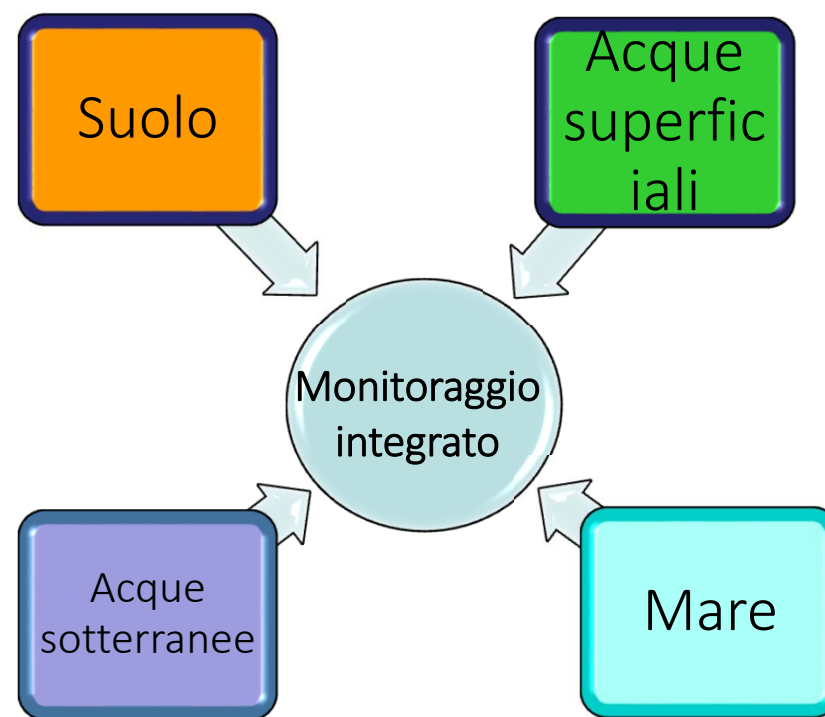 Suolo
Acque
superfic
iali
Monitoraggio
integrato
Acque
sotterranee
Mare